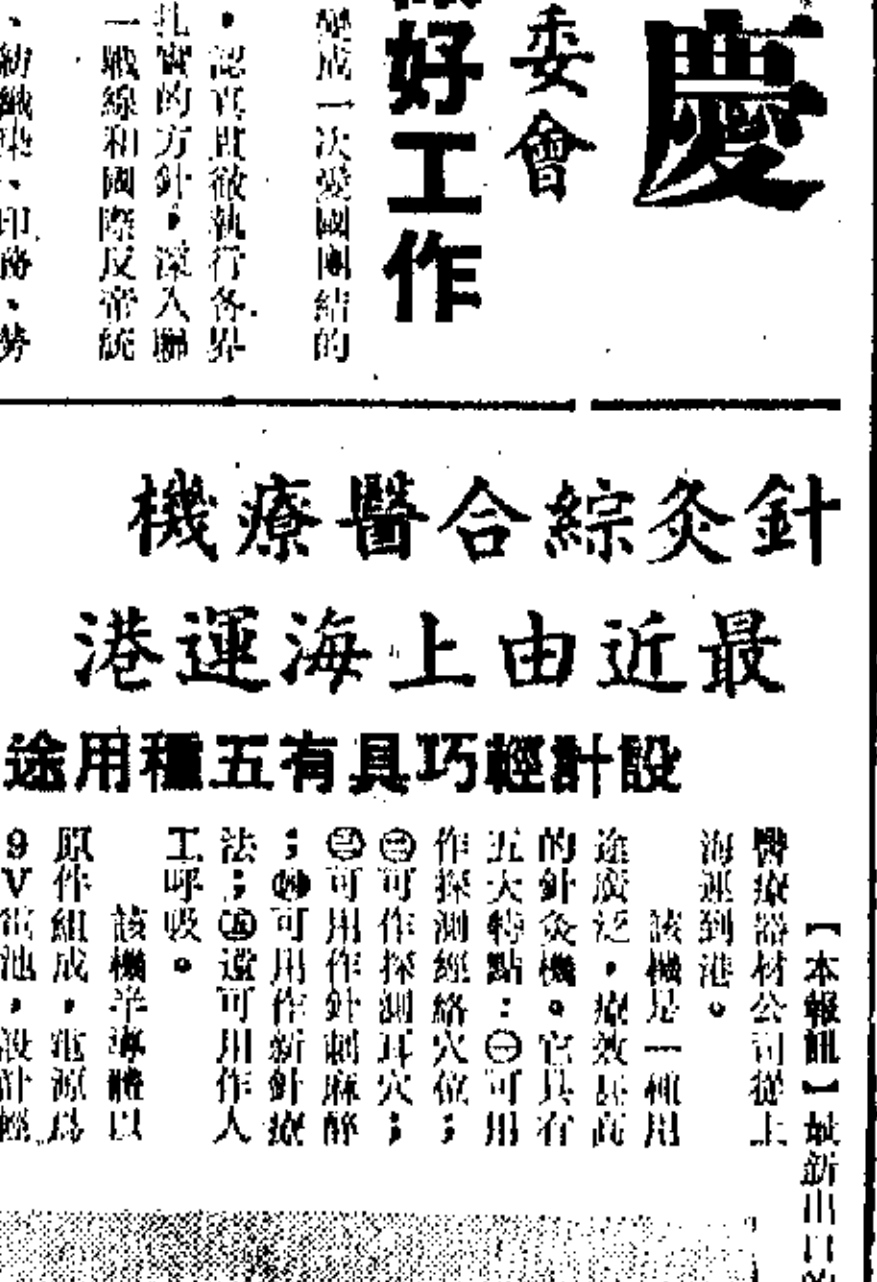 慶
委會
好工作
變成一次愛國團結的
，認真貫徹執行各界
扎實的方針，深入聯
一戰線和國際反帝統
、紡織染、印務、勞
針灸綜合醫療機
最近由上海運港
設計輕巧具有五種用途
【本報訊】最新出口
醫療器材公司從上
海運到港。
該機是一種用
途廣泛，療效甚高
的針灸機。它具有
五大特點：㊀可用
作探測經絡穴位；
㊁可作探測耳穴；
㊂可用作針刺麻醉
；㊃可用作新針療
法；㊄還可用作人
工呼吸。
該機半導體以
原件組成，電源爲
9V電池，設計輕